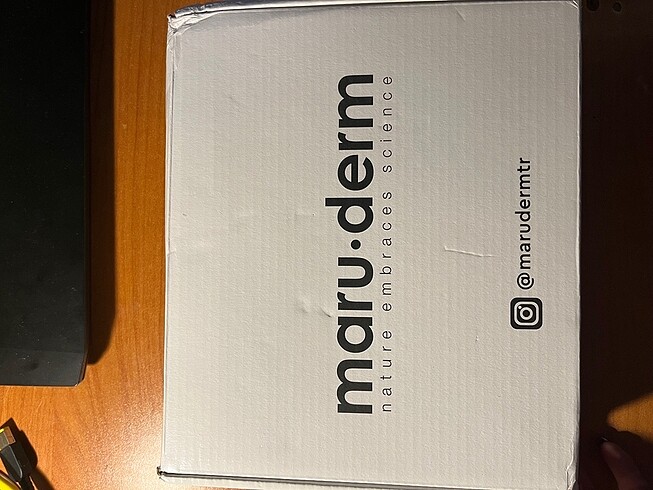 maru·derm
nature embraces science
@marudermtr